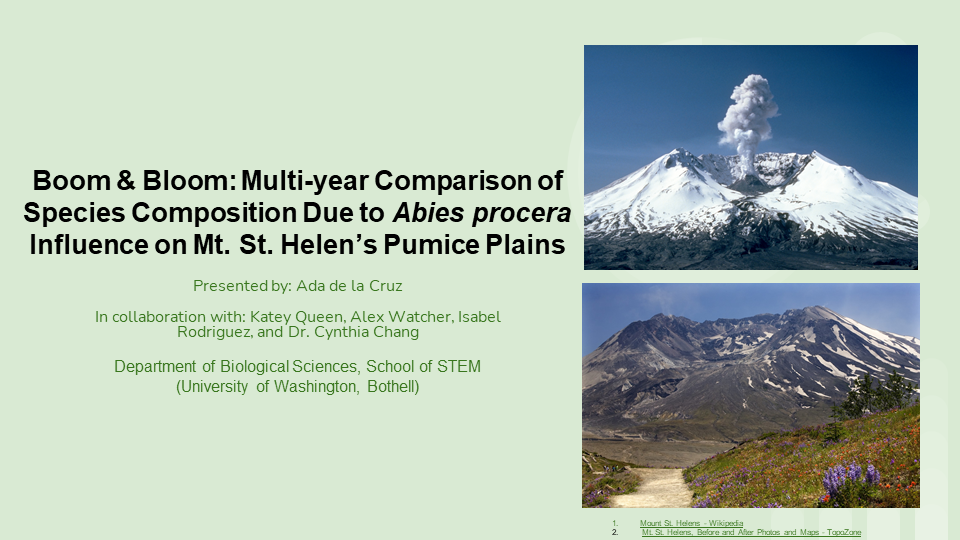 Boom & Bloom: Multi-year Comparison of
Species Composition Due to Abies procera
Influence on Mt. St. Helen's Pumice Plains
Presented by: Ada de la Cruz
In collaboration with: Katey Queen, Alex Watcher, Isabel
Rodriguez, and Dr. Cynthia Chang
Department of Biological Sciences, School of STEM
(University of Washington, Bothell)
1. Mount St. Helens - Wikipedia
2. Mt. St. Helens, Before and After Photos and Maps - TopoZone